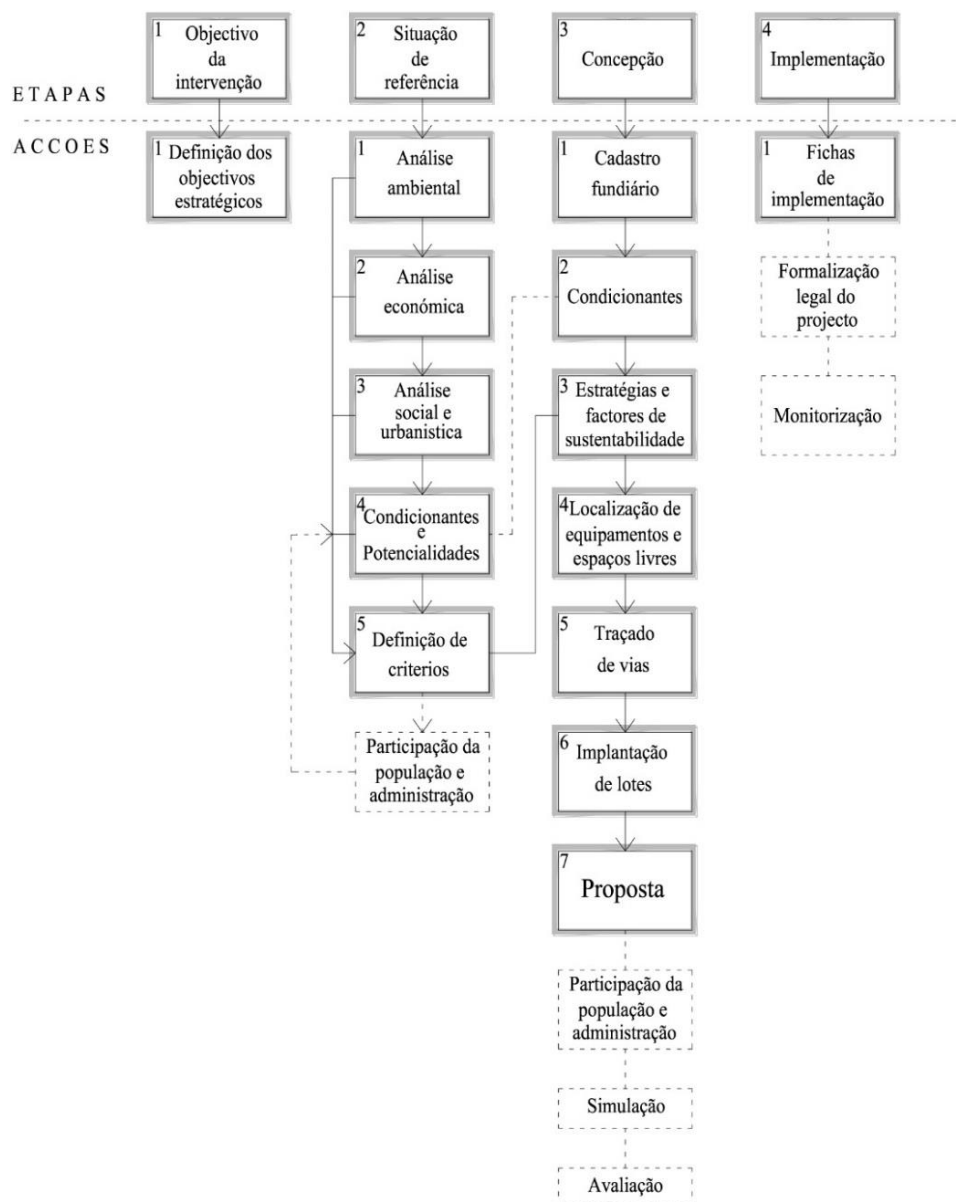 1
Objectivo
da
intervenção
2
Situação
de
referência
3
Concepção
4
Implementação
ETAPAS
ACCOES
1
Definição dos
objectivos
estratégicos
1
Análise
ambiental
2
Análise
económica
3
Análise
social e
urbanistica
4
Condicionantes
e
Potencialidades
5
Definição de
criterios
Participação da
população e
administração
1
Cadastro
fundiário
2
Condicionantes
3
Estratégias e
factores de
sustentabilidade
4
Localização de
equipamentos e
espaços livres
5
Traçado
de vias
6
Implantação
de lotes
7
Proposta
Participação da
população e
administração
Simulação
Avaliação
1
Fichas
de
implementação
Formalização
legal do
projecto
Monitorização